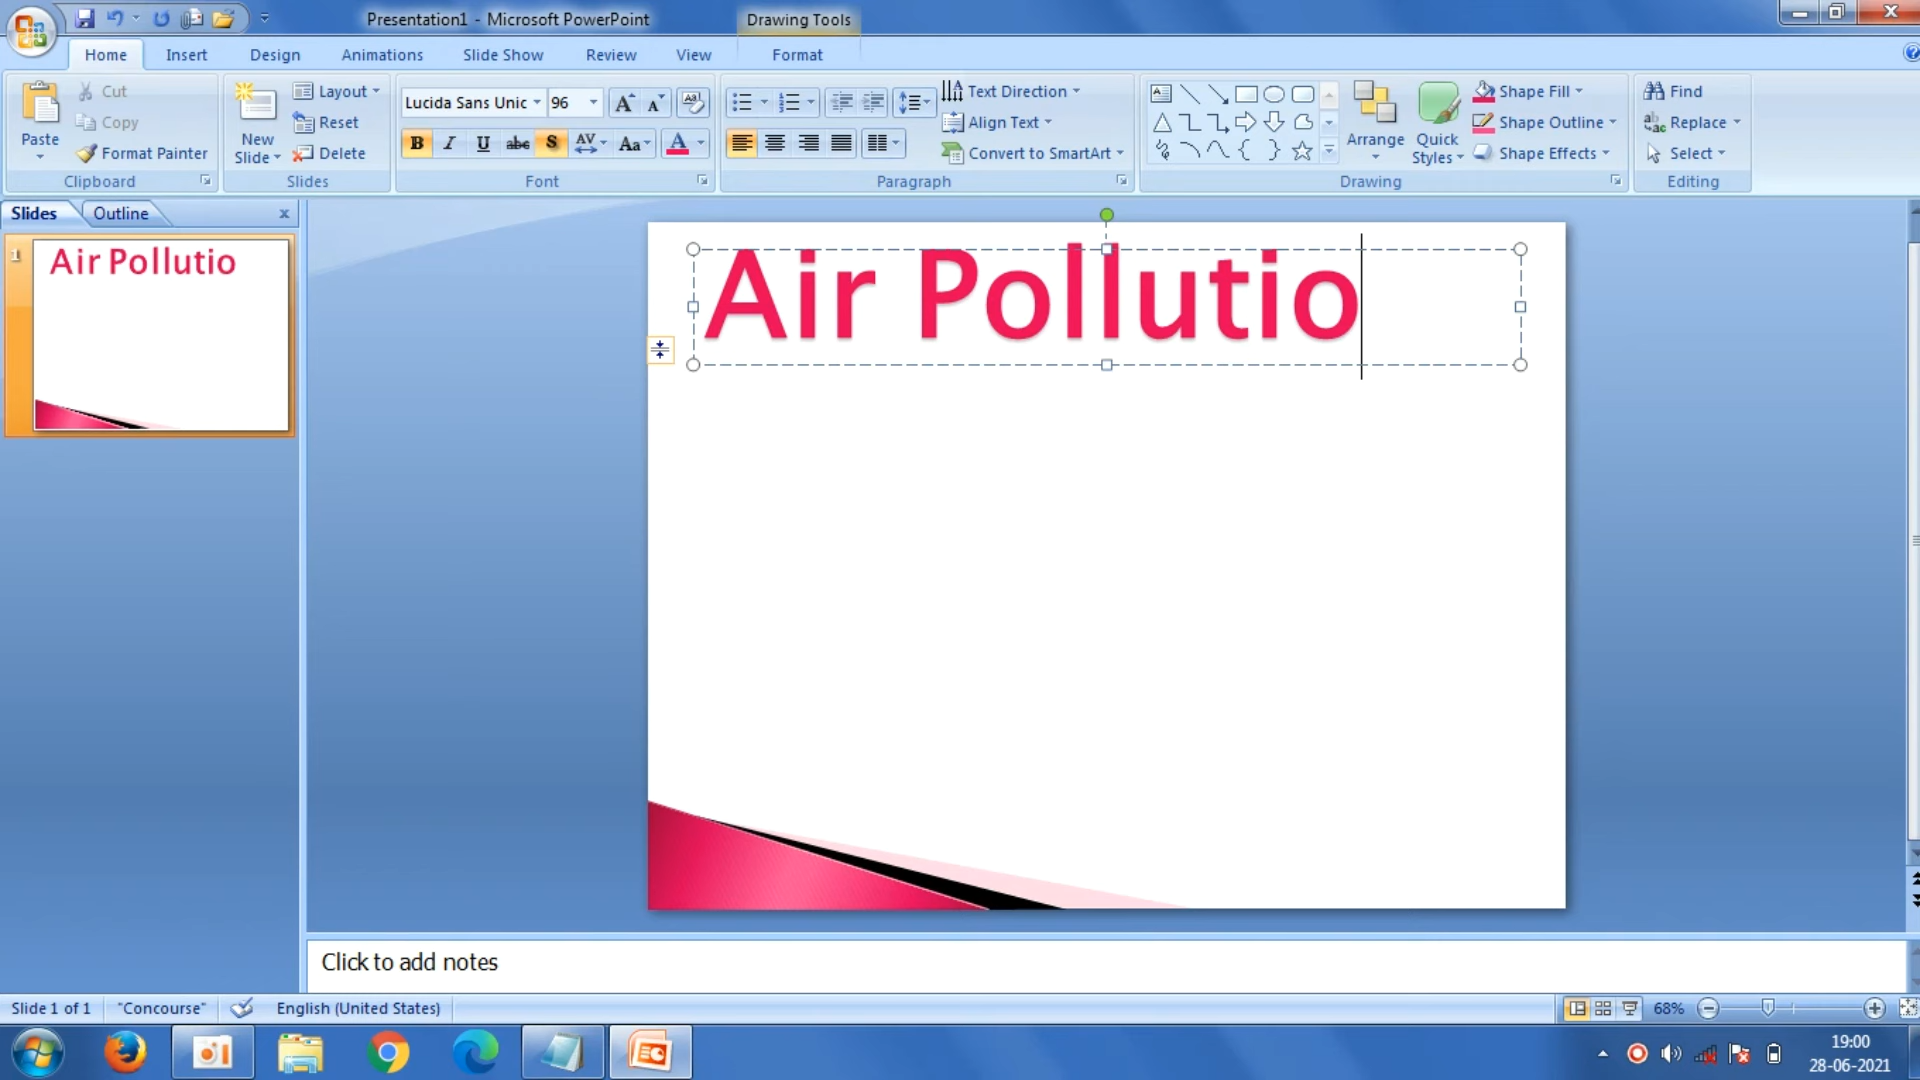 Presentation1 - Microsoft PowerPoint
Drawing Tools
Home Insert Design Animations Slide Show Review View Format
Paste
Cut
Copy
Format Painter
Clipboard
New Slide
Layout
Reset
Delete
Slides
Lucida Sans Unic 96
B I U abc S AV Aa A
Font
Text Direction
Align Text
Convert to SmartArt
Paragraph
Arrange
Quick Styles
Shape Fill
Shape Outline
Shape Effects
Drawing
Find
Replace
Select
Editing
Slides Outline
1
Air Pollutio
Air Pollutio
Click to add notes
Slide 1 of 1 "Concourse" English (United States) 68%
19:00
28-06-2021